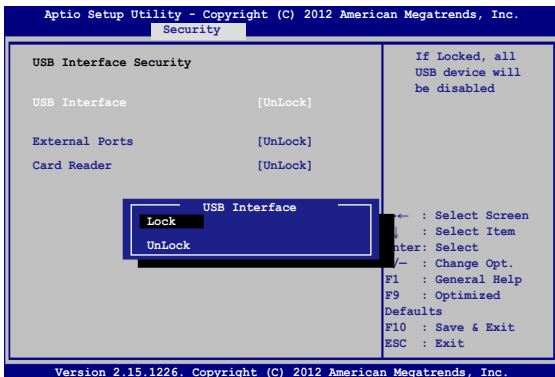 Aptio Setup Utility - Copyright (C) 2012 American Megatrends, Inc.
Security
USB Interface Security
USB Interface [UnLock]
External Ports [UnLock]
Card Reader [UnLock]
USB Interface
Lock
UnLock
If Locked, all
USB device will
be disabled
→← : Select Screen
↓ : Select Item
nter: Select
/— : Change Opt.
F1 : General Help
F9 : Optimized
Defaults
F10 : Save & Exit
ESC : Exit
Version 2.15.1226. Copyright (C) 2012 American Megatrends, Inc.